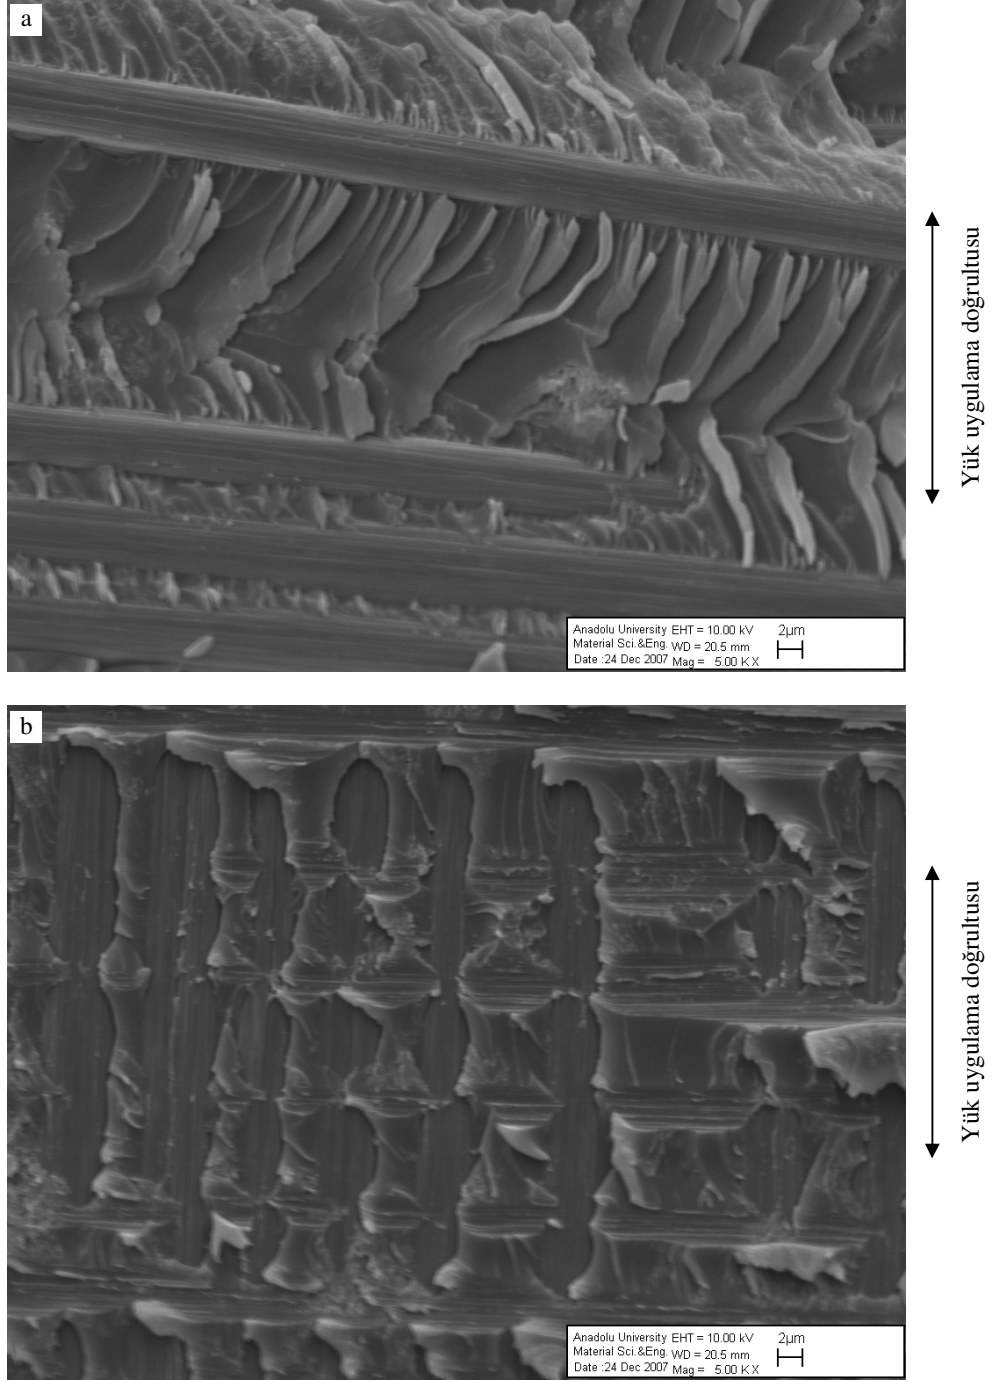 a
Yük uygulama doğrultusu
Anadolu University EHT = 10.00 kV 2µm
Material Sci.&Eng. WD = 20.5 mm
Date :24 Dec 2007 Mag = 5.00 K X
b
Yük uygulama doğrultusu
Anadolu University EHT = 10.00 kV 2µm
Material Sci.&Eng. WD = 20.5 mm
Date :24 Dec 2007 Mag = 5.00 K X